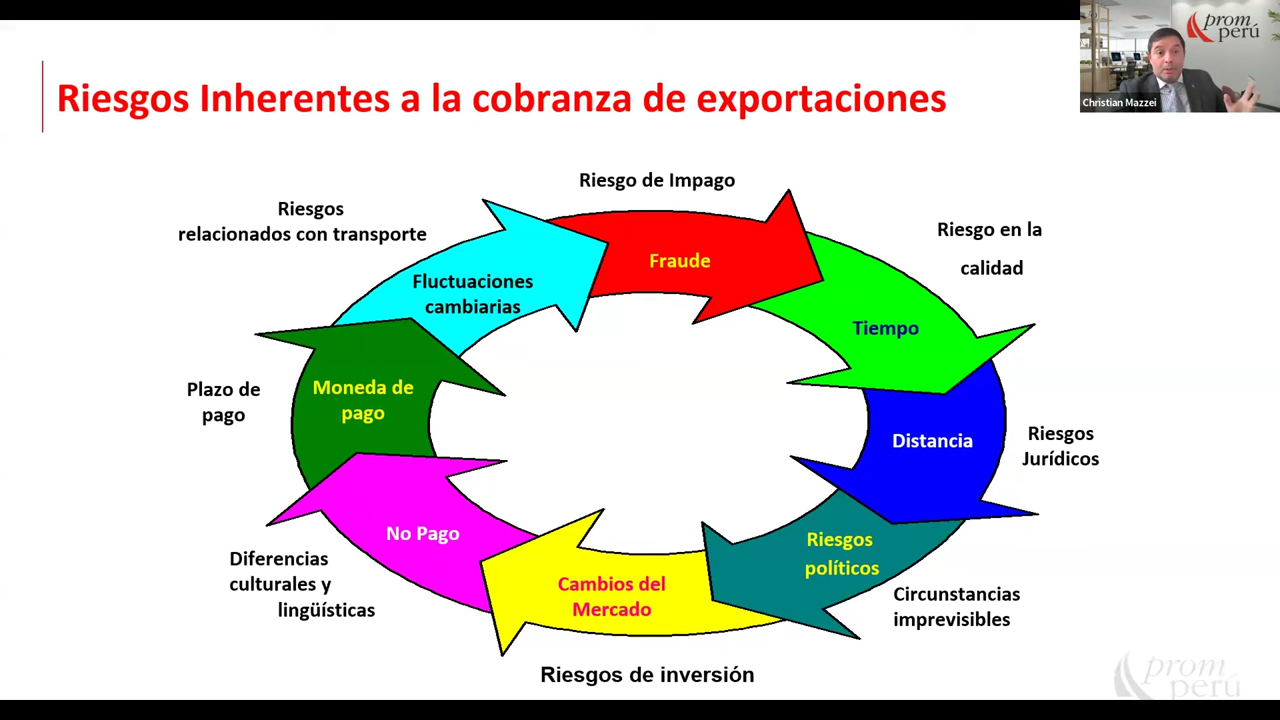 prom
perú
Christian Mazzei
Riesgos Inherentes a la cobranza de exportaciones
Riesgo de Impago
Riesgos
relacionados con transporte
Riesgo en la
calidad
Fraude
Fluctuaciones
cambiarias
Tiempo
Plazo de
pago
Moneda de
pago
Distancia
Riesgos
Jurídicos
No Pago
Riesgos
políticos
Diferencias
culturales y
lingüísticas
Cambios del
Mercado
Circunstancias
imprevisibles
Riesgos de inversión
prom
perú